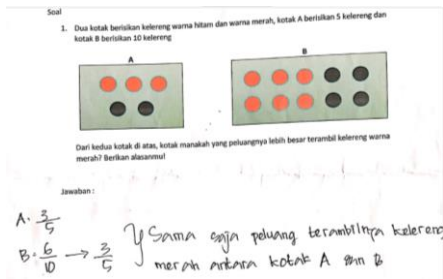 Soal
1. Dua kotak berisikan kelereng warna hitam dan warna merah, kotak A berisikan 5 kelereng dan
kotak B berisikan 10 kelereng
A
B
Dari kedua kotak di atas, kotak manakah yang peluangnya lebih besar terambil kelereng warna
merah? Berikan alasanmu!
Jawaban :
A. 3/5
B. 6/10 → 3/5
} Sama saja peluang terambilnya kelereng
merah antara kotak A dan B